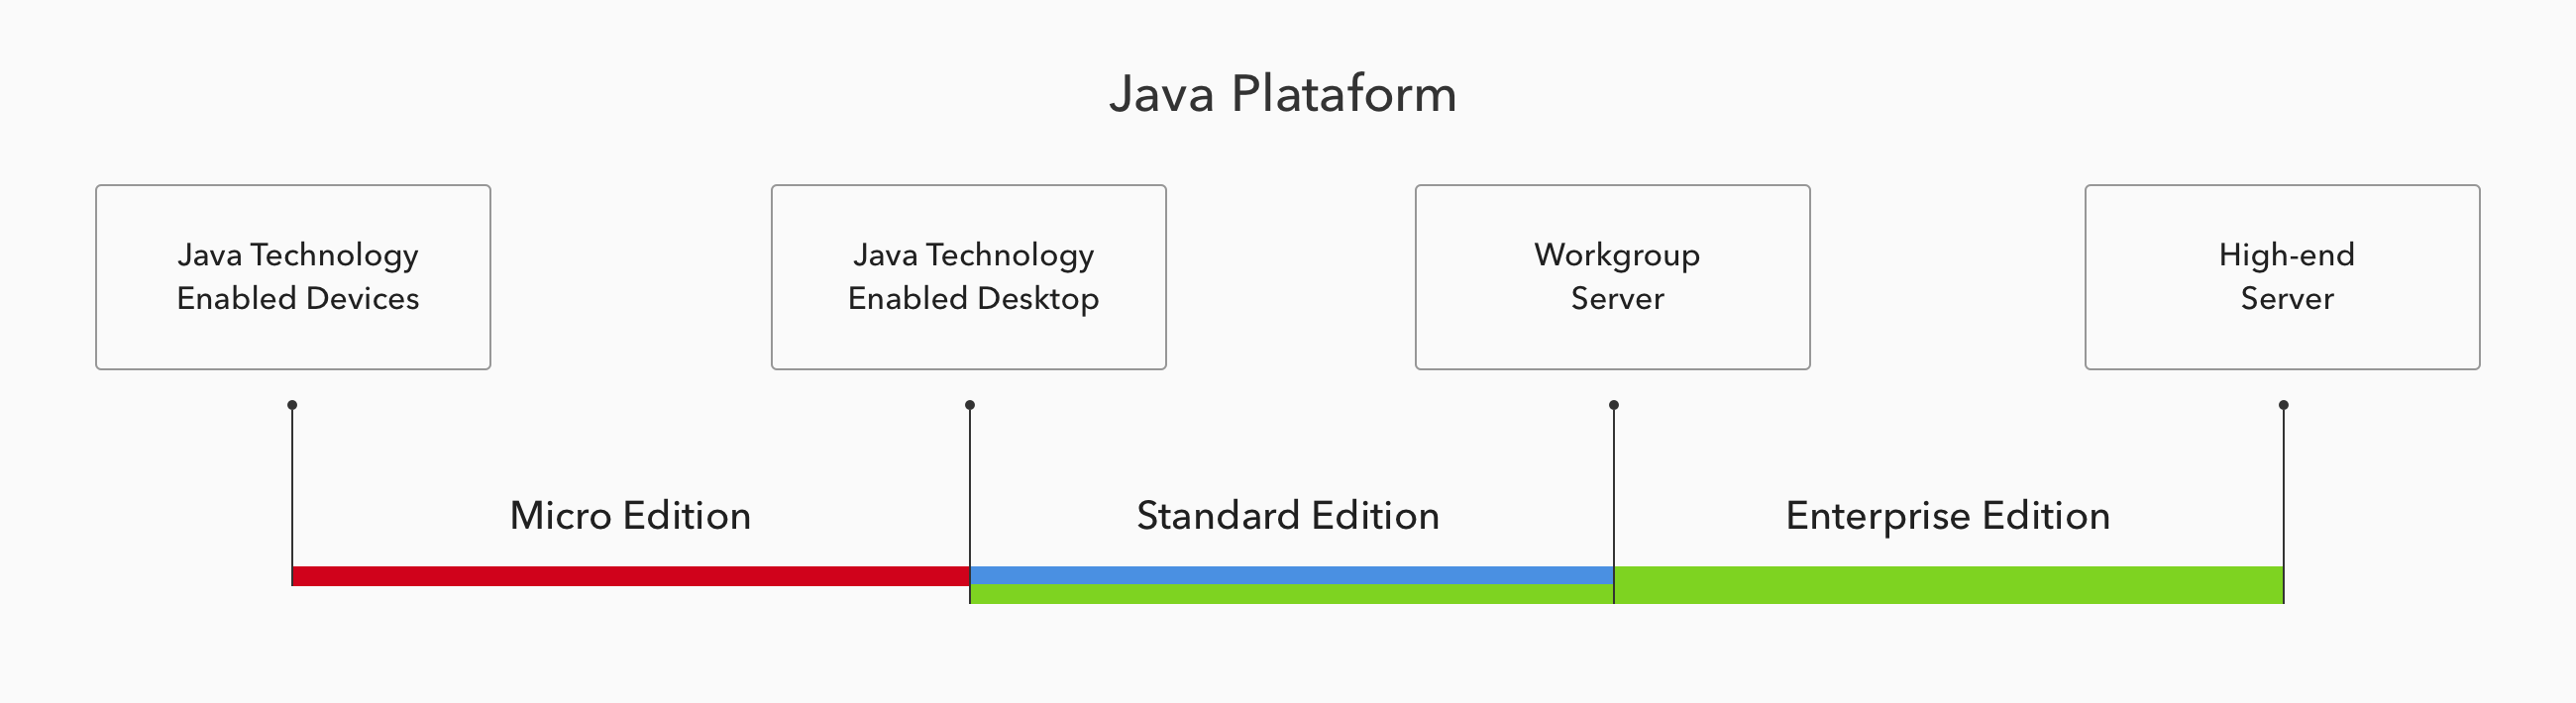 Java Plataform
Java Technology
Enabled Devices
Java Technology
Enabled Desktop
Workgroup
Server
High-end
Server
Micro Edition
Standard Edition
Enterprise Edition